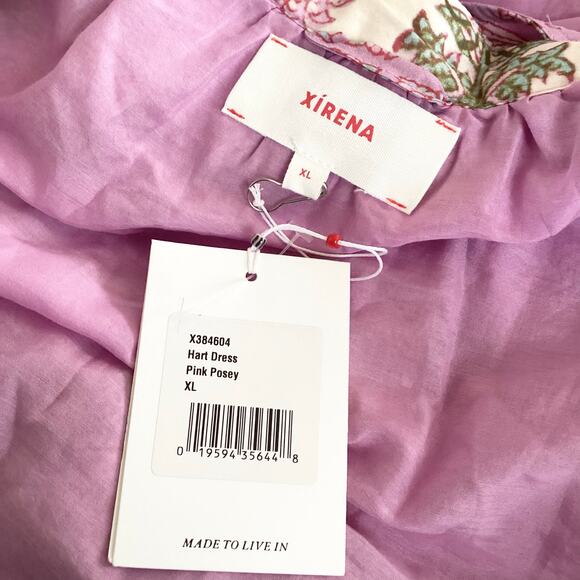 XíRENA
XL
X384604
Hart Dress
Pink Posey
XL
0 19594 35644 8
MADE TO LIVE IN